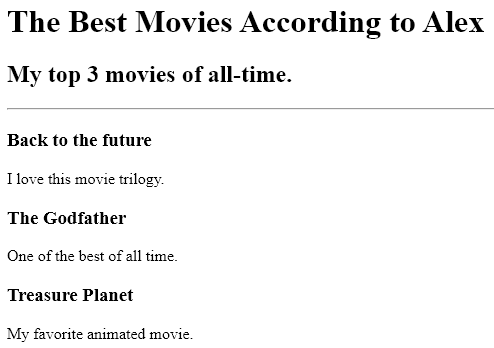 The Best Movies According to Alex
My top 3 movies of all-time.
Back to the future
I love this movie trilogy.
The Godfather
One of the best of all time.
Treasure Planet
My favorite animated movie.